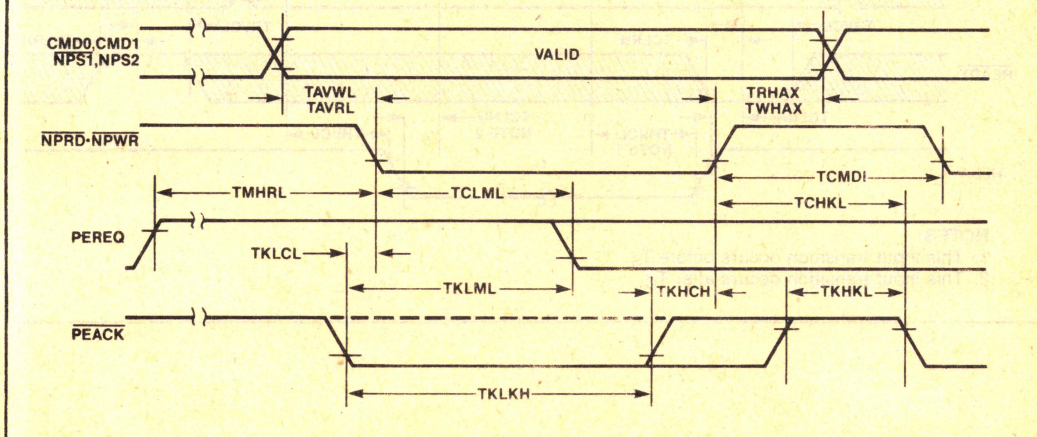 CMD0,CMD1
NPS1,NPS2
VALID
TAVWL
TAVRL
TRHAX
TWHAX
NPRD·NPWR
TCMDI
TMHRL
TCLML
TCHKL
PEREQ
TKLCL
TKLML
TKHCH
TKHKL
PEACK
TKLKH